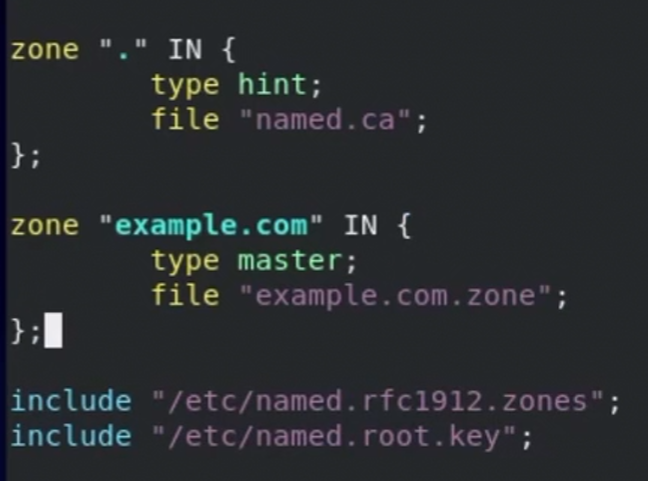 zone "." IN {
        type hint;
        file "named.ca";
};
zone "example.com" IN {
        type master;
        file "example.com.zone";
};
include "/etc/named.rfc1912.zones";
include "/etc/named.root.key";